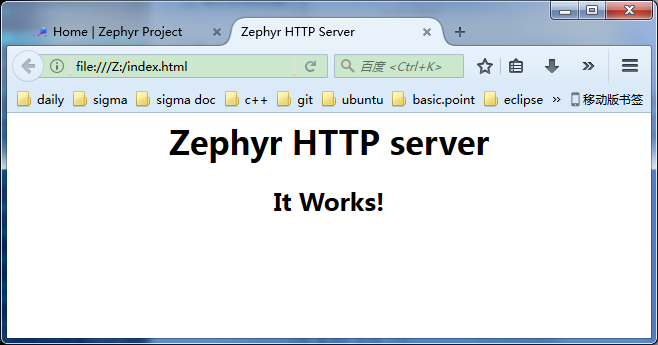 Home | Zephyr Project
Zephyr HTTP Server
file:///Z:/index.html
百度 <Ctrl+K>
daily sigma sigma doc c++ git ubuntu basic.point eclipse 移动版书签
Zephyr HTTP server
It Works!